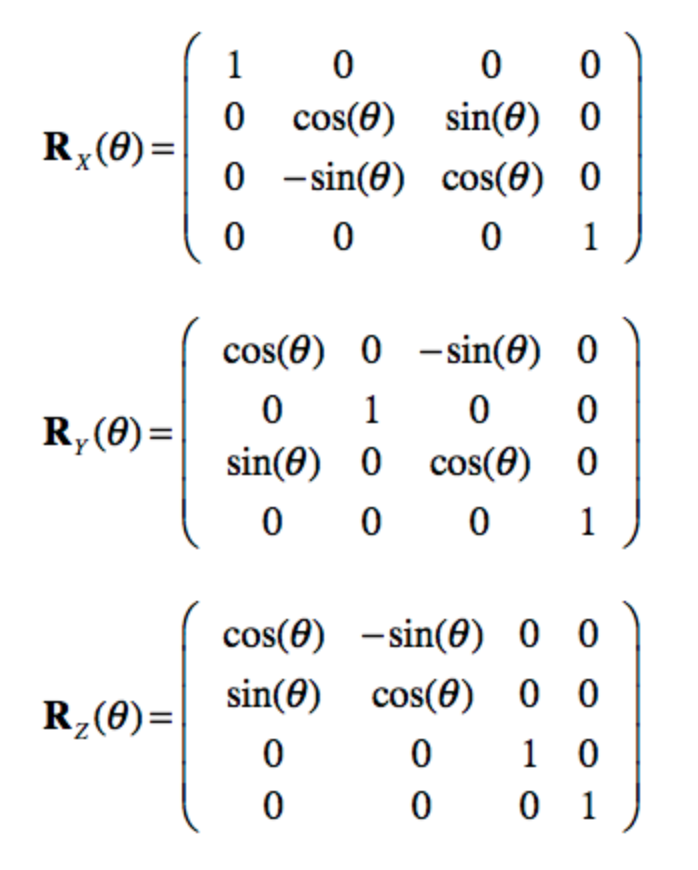 1 0 0 0
0 cos(θ) sin(θ) 0
R_X(θ)=
0 −sin(θ) cos(θ) 0
0 0 0 1
cos(θ) 0 −sin(θ) 0
0 1 0 0
R_Y(θ)=
sin(θ) 0 cos(θ) 0
0 0 0 1
cos(θ) −sin(θ) 0 0
sin(θ) cos(θ) 0 0
R_Z(θ)=
0 0 1 0
0 0 0 1